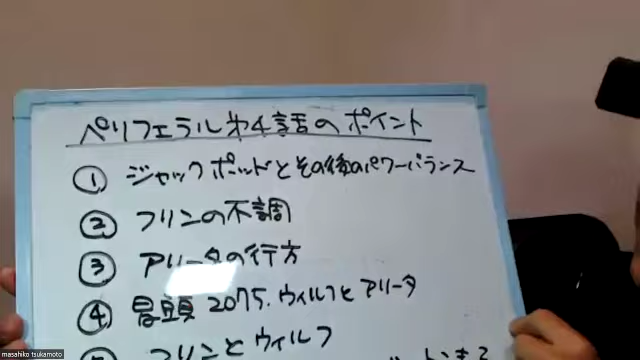 ペリフェラル第4話のポイント
① ジャックポットとその後のパワーバランス
② フリンの不調
③ アリータの行方
④ 冒頭 2075. ウィルフとアリータ
フリンとウィルフ
masahiko tsukamoto